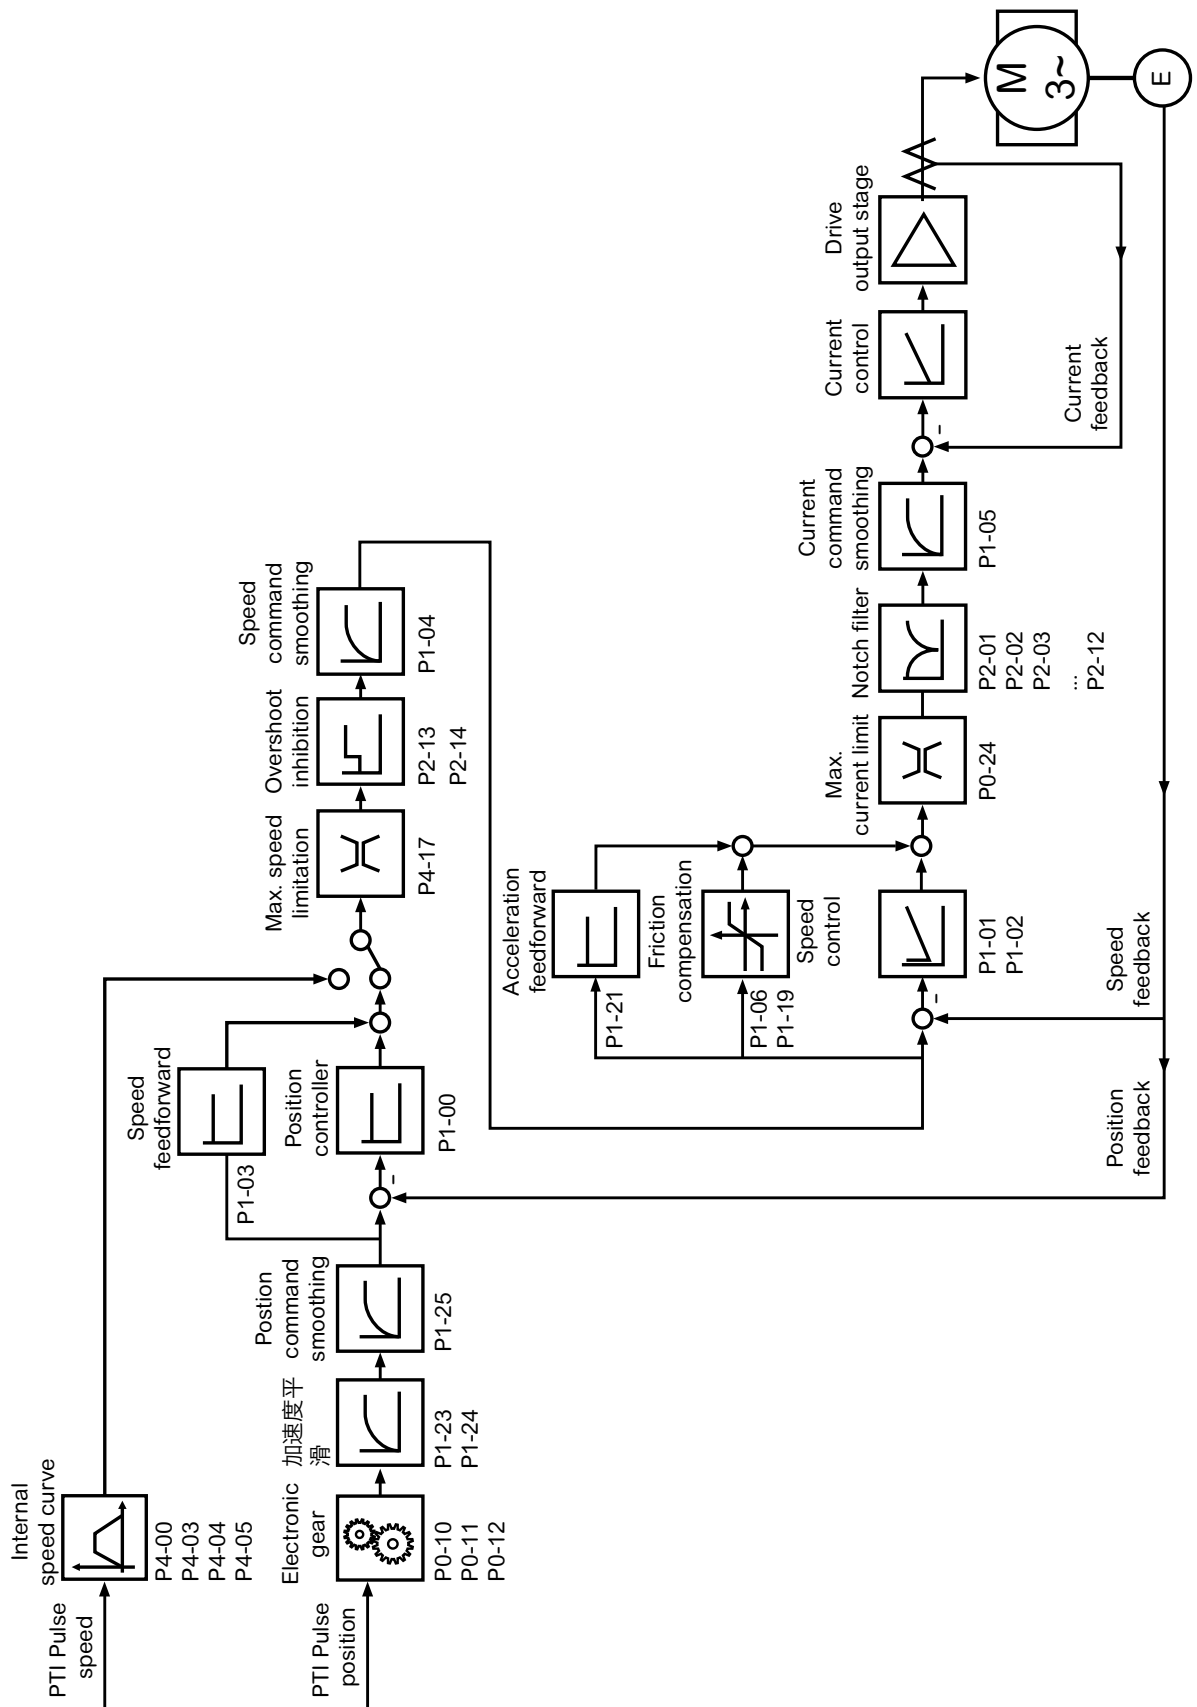 PTI Pulse
speed
Internal
speed curve
P4-00
P4-03
P4-04
P4-05
PTI Pulse
position
Electronic
gear
P0-10
P0-11
P0-12
加速度平
滑
P1-23
P1-24
Postion
command
smoothing
P1-25
Speed
feedforward
P1-03
Position
controller
P1-00
-
Max. speed
limitation
P4-17
Overshoot
inhibition
P2-13
P2-14
Speed
command
smoothing
P1-04
Acceleration
feedforward
P1-21
Friction
compensation
P1-06
P1-19
Speed
control
P1-01
P1-02
-
Max.
current limit
P0-24
Notch filter
P2-01
P2-02
P2-03
...
P2-12
Current
command
smoothing
P1-05
-
Current
control
Drive
output stage
Current
feedback
Speed
feedback
Position
feedback
M
3~
E